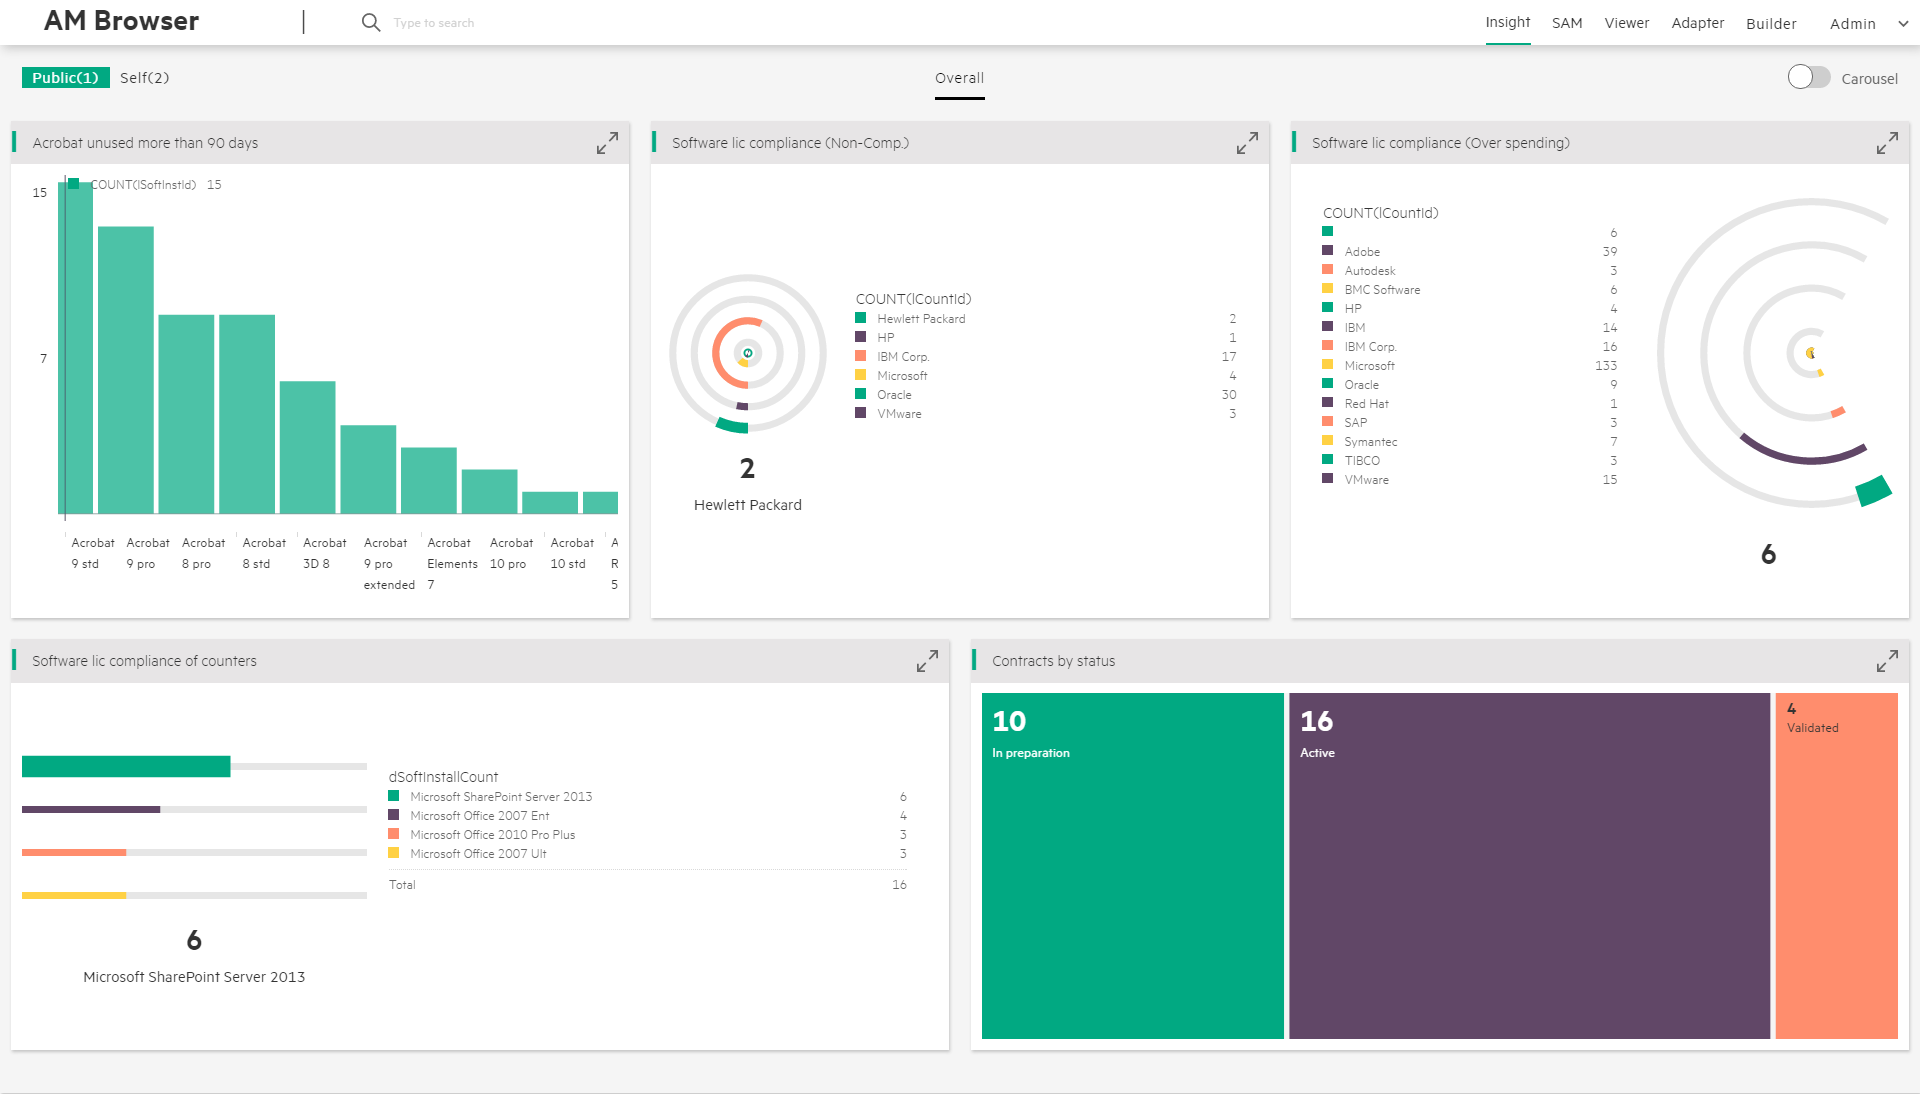 AM Browser
Type to search
Insight SAM Viewer Adapter Builder Admin
Public(1) Self(2)
Overall
Carousel
Acrobat unused more than 90 days
COUNT(lSoftInstId) 15
15
7
Acrobat 9 std
Acrobat 9 pro
Acrobat 8 pro
Acrobat 8 std
Acrobat 3D 8
Acrobat 9 pro extended
Acrobat Elements 7
Acrobat 10 pro
Acrobat 10 std
A
R
5
Software lic compliance (Non-Comp.)
COUNT(lCountId)
Hewlett Packard 2
HP 1
IBM Corp. 17
Microsoft 4
Oracle 30
VMware 3
2
Hewlett Packard
Software lic compliance (Over spending)
COUNT(lCountId)
6
Adobe 39
Autodesk 3
BMC Software 6
HP 4
IBM 14
IBM Corp. 16
Microsoft 133
Oracle 9
Red Hat 1
SAP 3
Symantec 7
TIBCO 3
VMware 15
6
Software lic compliance of counters
dSoftInstallCount
Microsoft SharePoint Server 2013 6
Microsoft Office 2007 Ent 4
Microsoft Office 2010 Pro Plus 3
Microsoft Office 2007 Ult 3
Total 16
6
Microsoft SharePoint Server 2013
Contracts by status
10
In preparation
16
Active
4
Validated